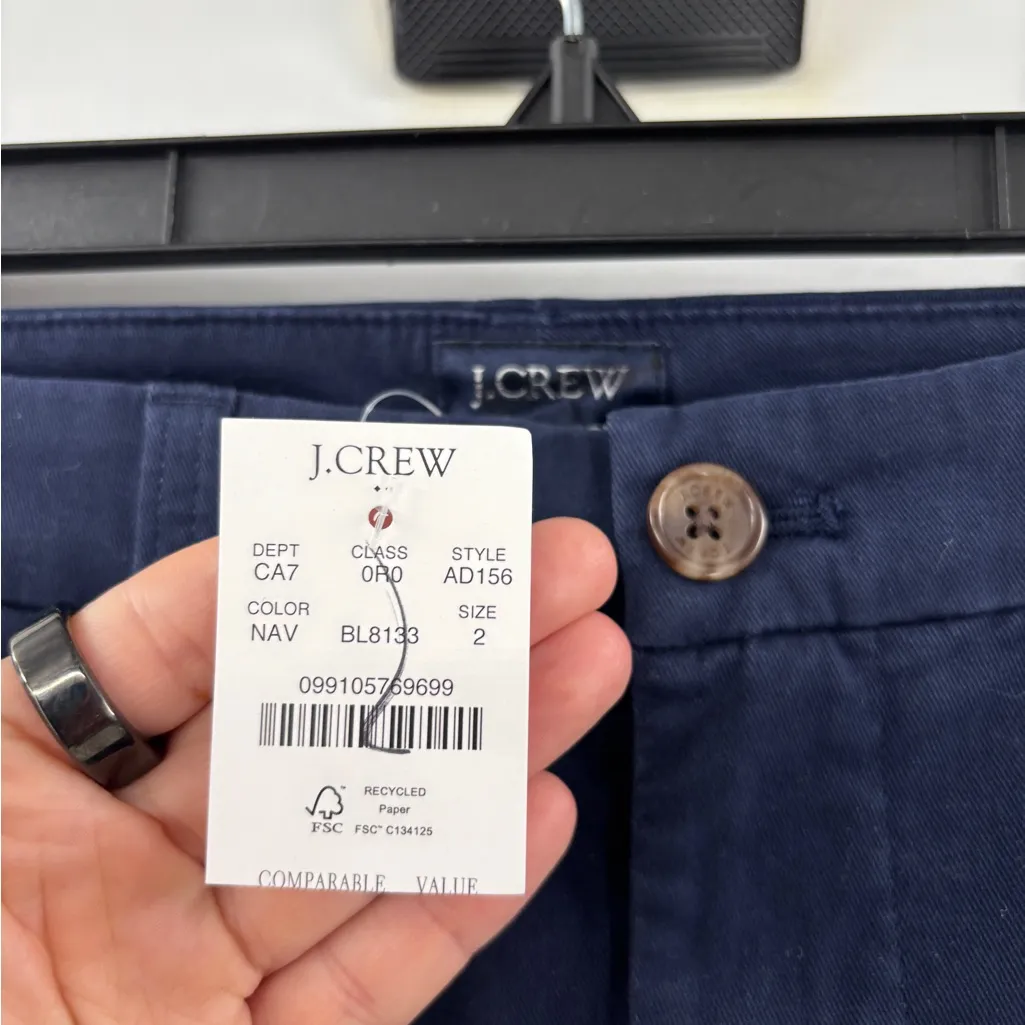 J.CREW
J.CREW
DEPT CLASS STYLE
CA7 0R0 AD156
COLOR SIZE
NAV BL8133 2
099105769699
RECYCLED
Paper
FSC FSC™ C134125
COMPARABLE VALUE